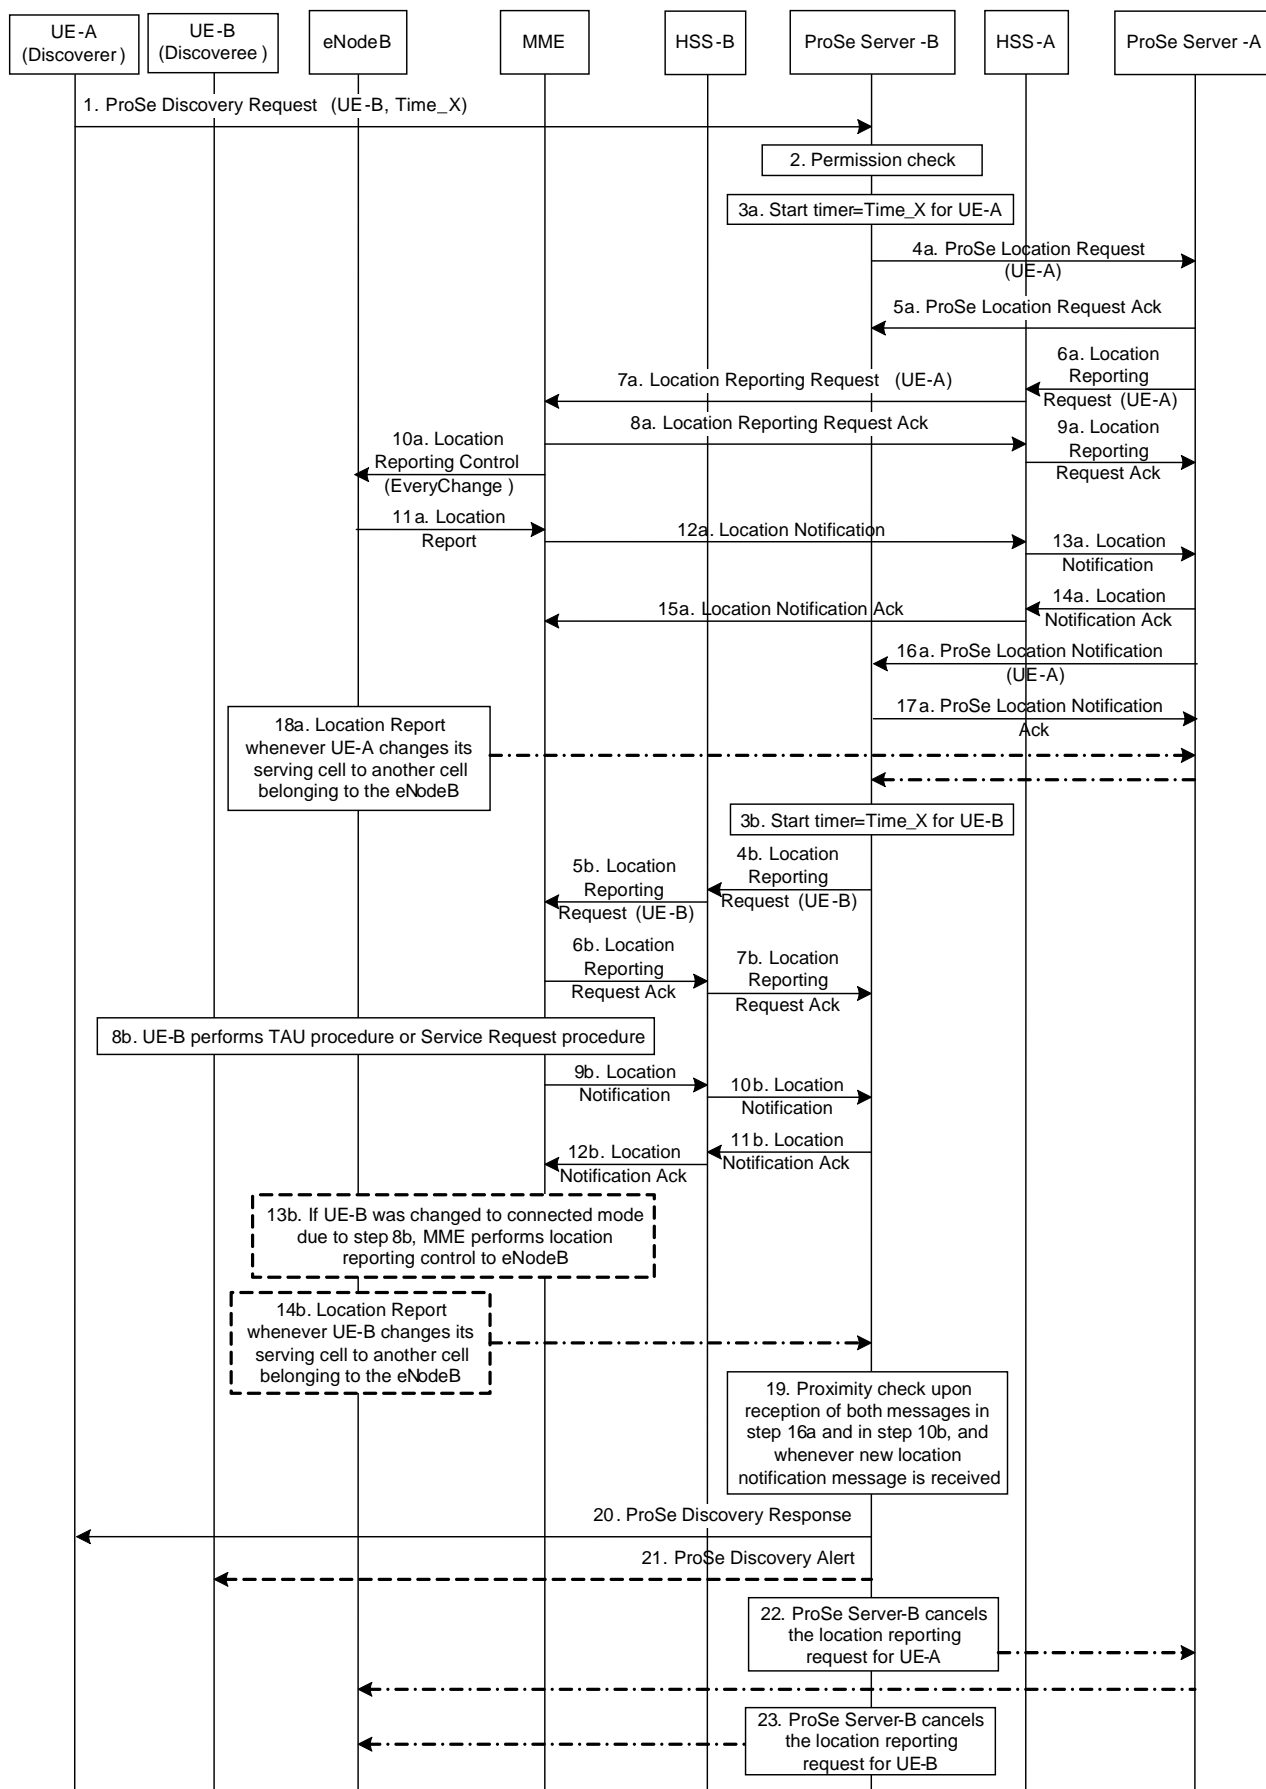 UE-A
(Discoverer)
UE-B
(Discoveree)
eNodeB
MME
HSS-B
ProSe Server -B
HSS-A
ProSe Server -A
1. ProSe Discovery Request (UE-B, Time_X)
2. Permission check
3a. Start timer=Time_X for UE-A
4a. ProSe Location Request
(UE-A)
5a. ProSe Location Request Ack
6a. Location
Reporting
Request (UE-A)
7a. Location Reporting Request (UE-A)
8a. Location Reporting Request Ack
9a. Location
Reporting
Request Ack
10a. Location
Reporting Control
(EveryChange)
11a. Location
Report
12a. Location Notification
13a. Location
Notification
14a. Location
Notification Ack
15a. Location Notification Ack
16a. ProSe Location Notification
(UE-A)
17a. ProSe Location Notification
Ack
18a. Location Report
whenever UE-A changes its
serving cell to another cell
belonging to the eNodeB
3b. Start timer=Time_X for UE-B
4b. Location
Reporting
Request (UE-B)
5b. Location
Reporting
Request (UE-B)
6b. Location
Reporting
Request Ack
7b. Location
Reporting
Request Ack
8b. UE-B performs TAU procedure or Service Request procedure
9b. Location
Notification
10b. Location
Notification
11b. Location
Notification Ack
12b. Location
Notification Ack
13b. If UE-B was changed to connected mode
due to step 8b, MME performs location
reporting control to eNodeB
14b. Location Report
whenever UE-B changes its
serving cell to another cell
belonging to the eNodeB
19. Proximity check upon
reception of both messages in
step 16a and in step 10b, and
whenever new location
notification message is received
20. ProSe Discovery Response
21. ProSe Discovery Alert
22. ProSe Server-B cancels
the location reporting
request for UE-A
23. ProSe Server-B cancels
the location reporting
request for UE-B